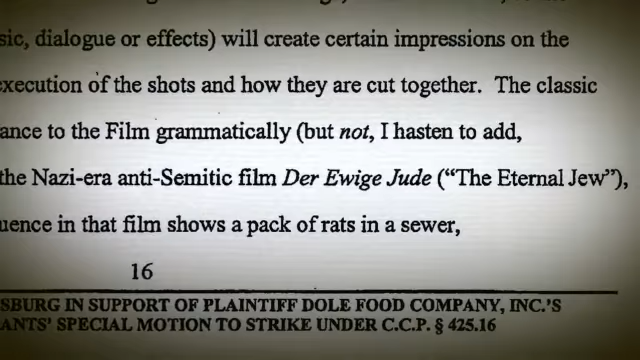 sic, dialogue or effects) will create certain impressions on the
execution of the shots and how they are cut together. The classic
ance to the Film grammatically (but not, I hasten to add,
the Nazi-era anti-Semitic film Der Ewige Jude ("The Eternal Jew"),
uence in that film shows a pack of rats in a sewer,
16
SBURG IN SUPPORT OF PLAINTIFF DOLE FOOD COMPANY, INC.'S
ANTS' SPECIAL MOTION TO STRIKE UNDER C.C.P. § 425.16